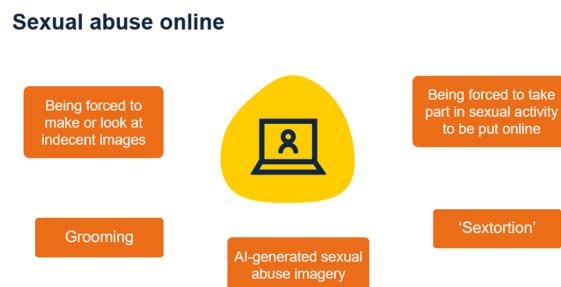 Sexual abuse online
Being forced to
make or look at
indecent images
Being forced to take
part in sexual activity
to be put online
Grooming
AI-generated sexual
abuse imagery
‘Sextortion’